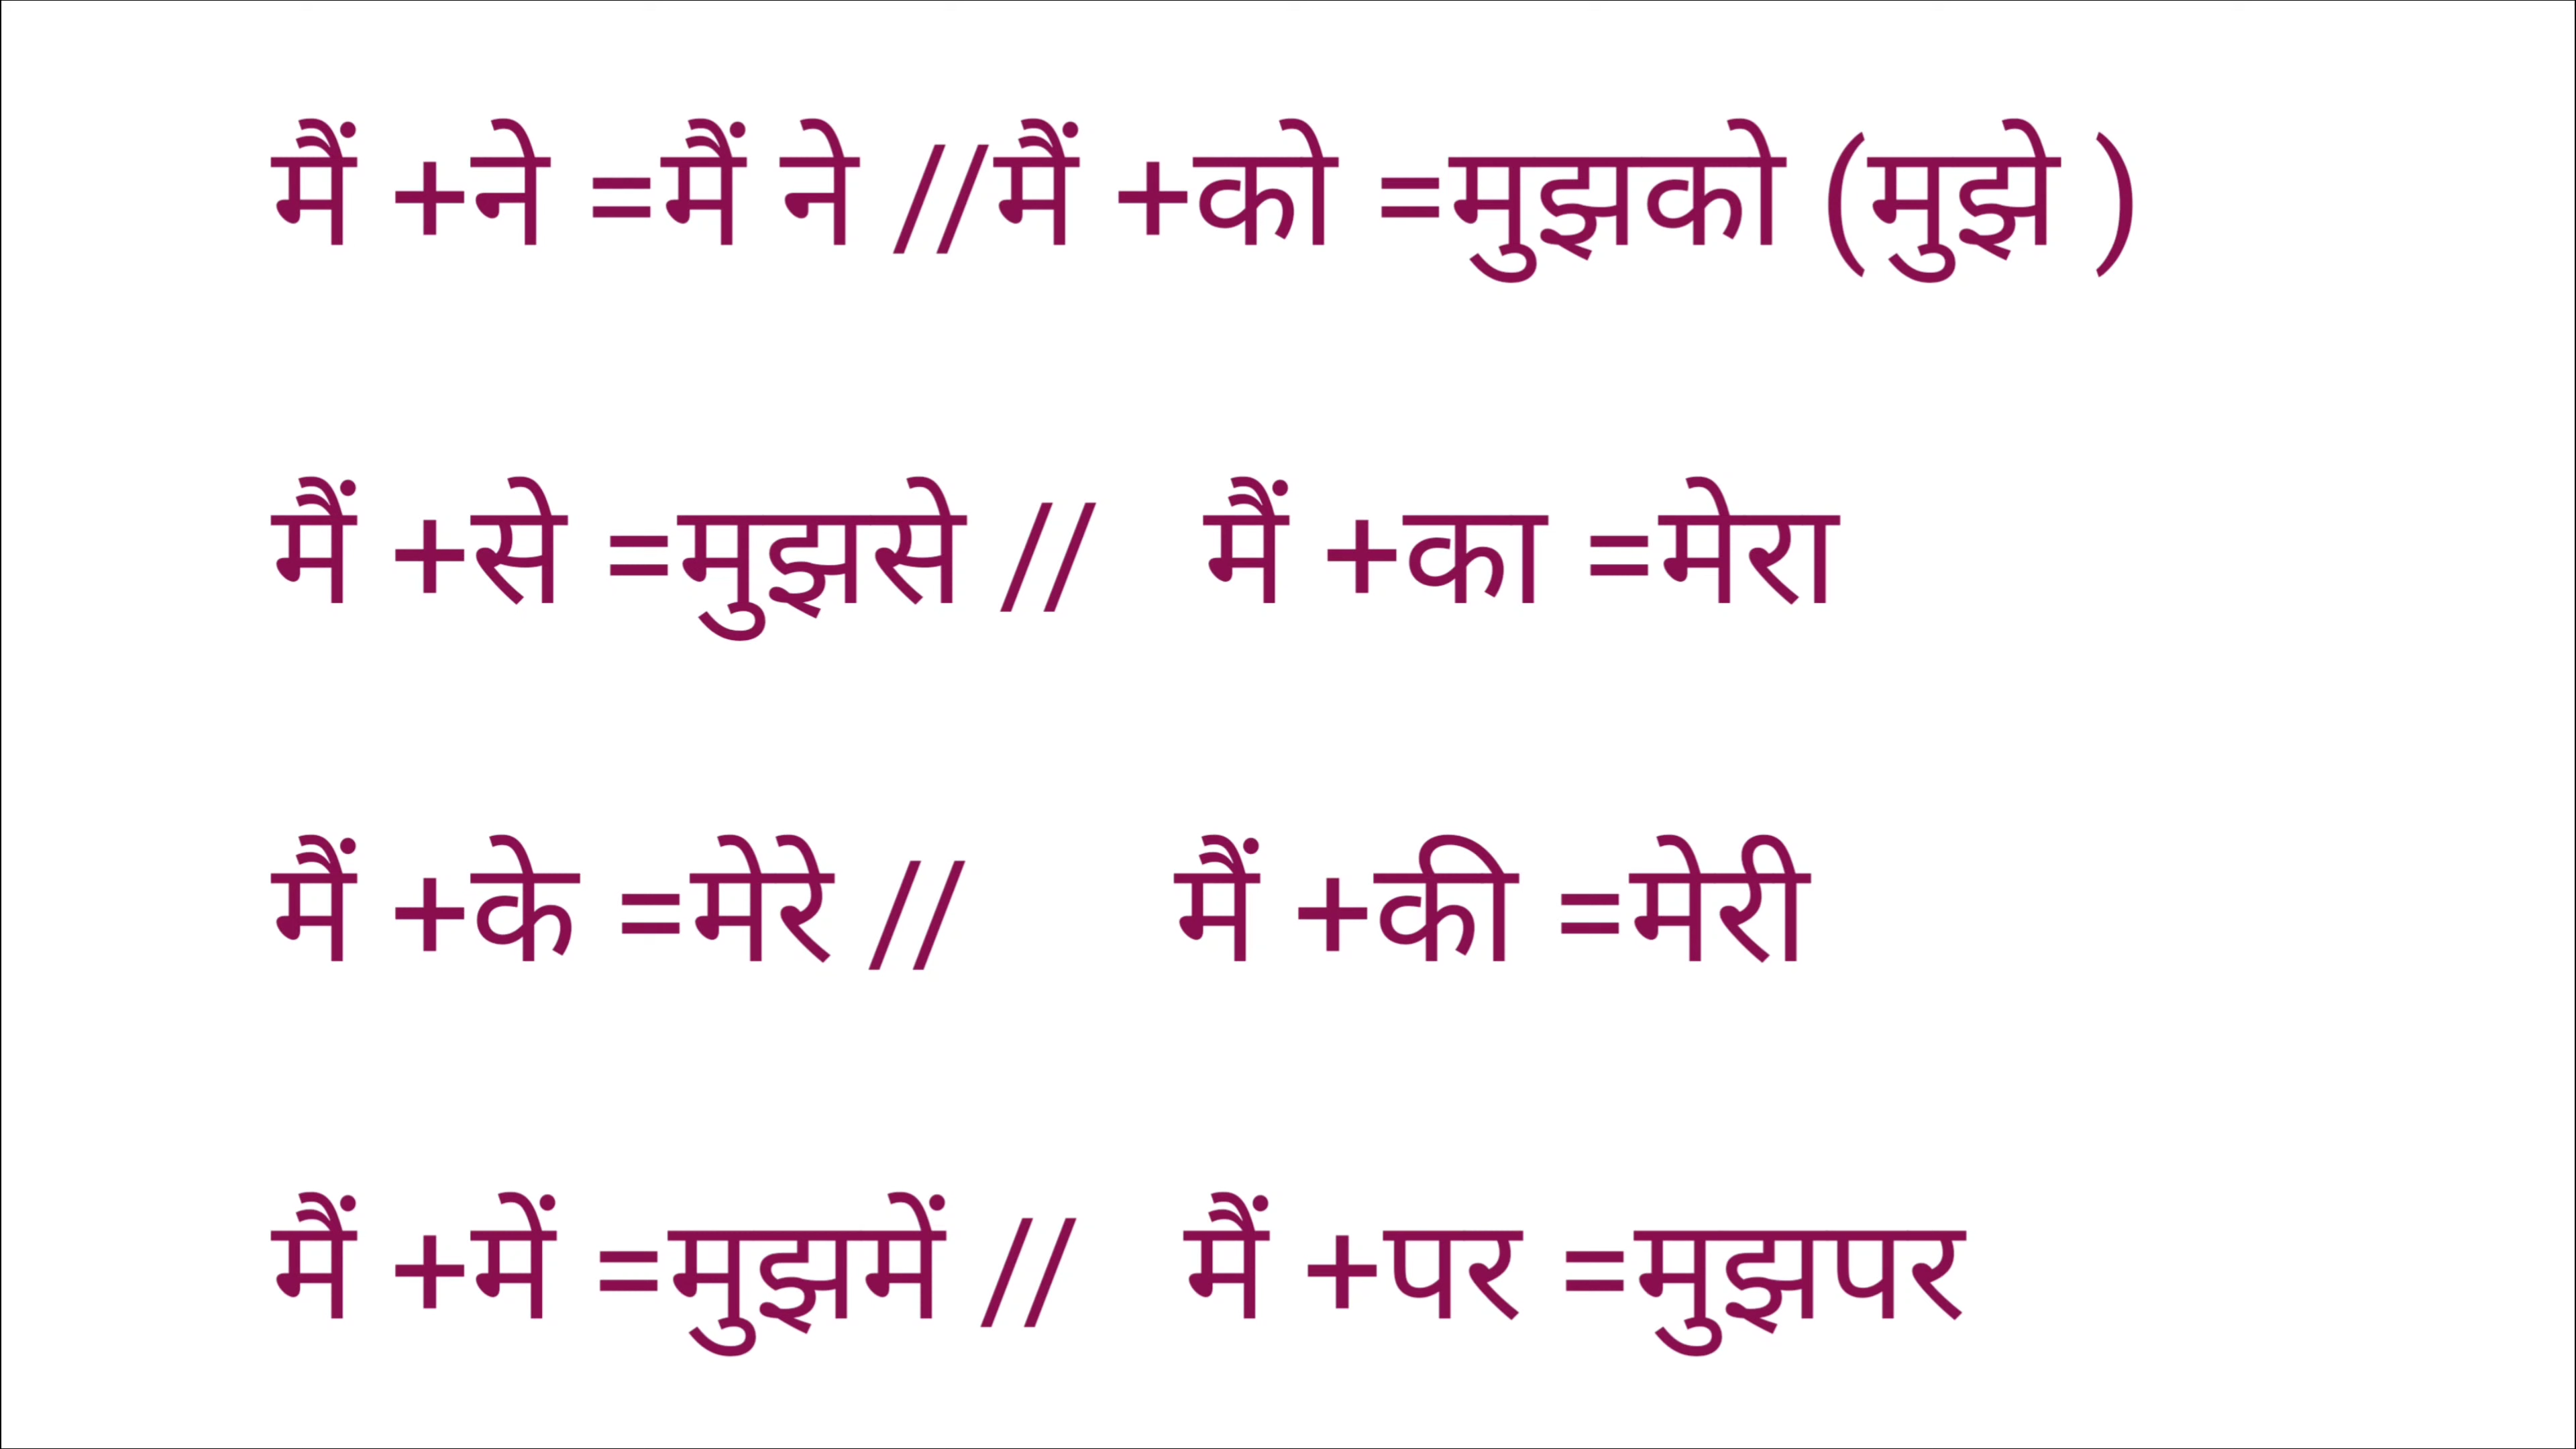 मैं +ने =मैं ने //मैं +को =मुझको (मुझे )
मैं +से =मुझसे // मैं +का =मेरा
मैं +के =मेरे // मैं +की =मेरी
मैं +में =मुझमें // मैं +पर =मुझपर